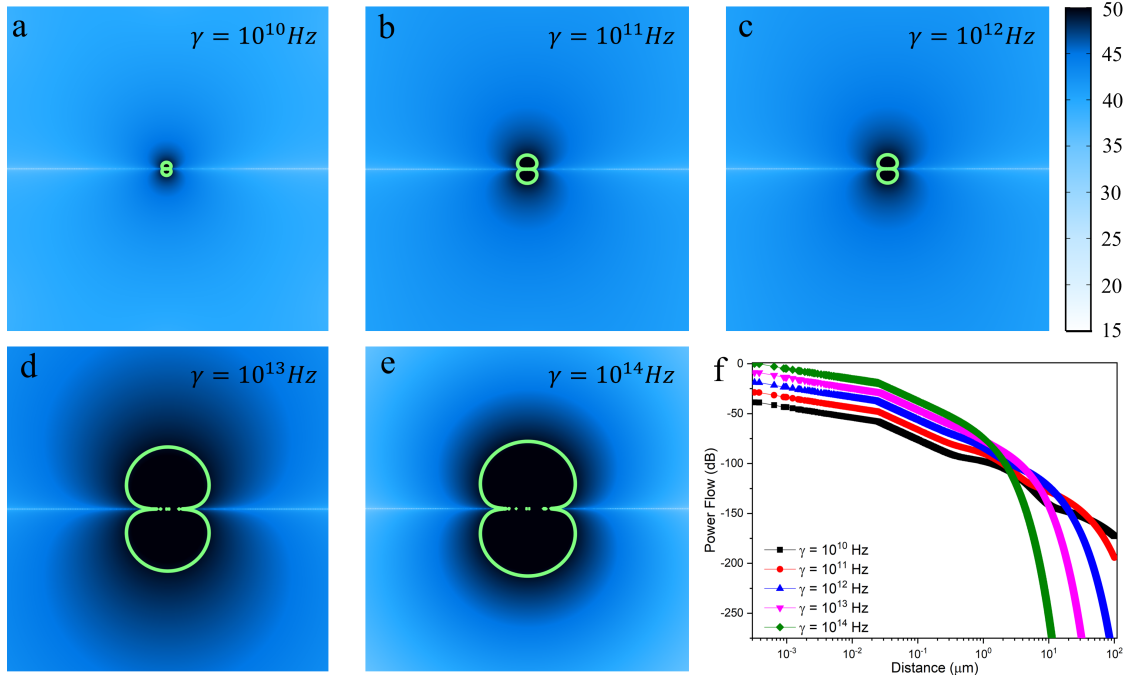 a
γ = 10¹⁰Hz
b
γ = 10¹¹Hz
c
γ = 10¹²Hz
50
45
40
35
30
25
20
15
d
γ = 10¹³Hz
e
γ = 10¹⁴Hz
f
Power Flow (dB)
0
-50
-100
-150
-200
-250
γ = 10¹⁰ Hz
γ = 10¹¹ Hz
γ = 10¹² Hz
γ = 10¹³ Hz
γ = 10¹⁴ Hz
10⁻³ 10⁻² 10⁻¹ 10⁰ 10¹ 10²
Distance (μm)